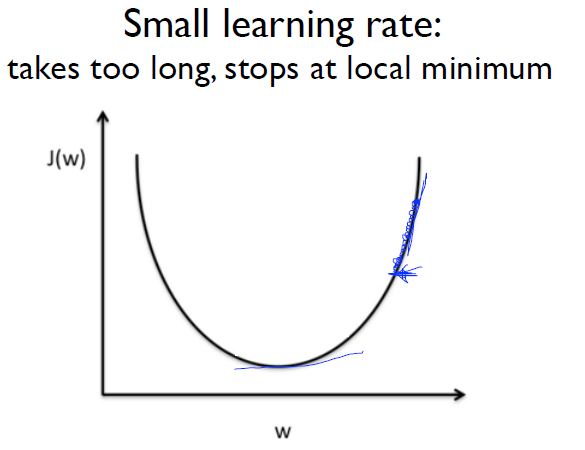 Small learning rate:
takes too long, stops at local minimum
J(w)
w